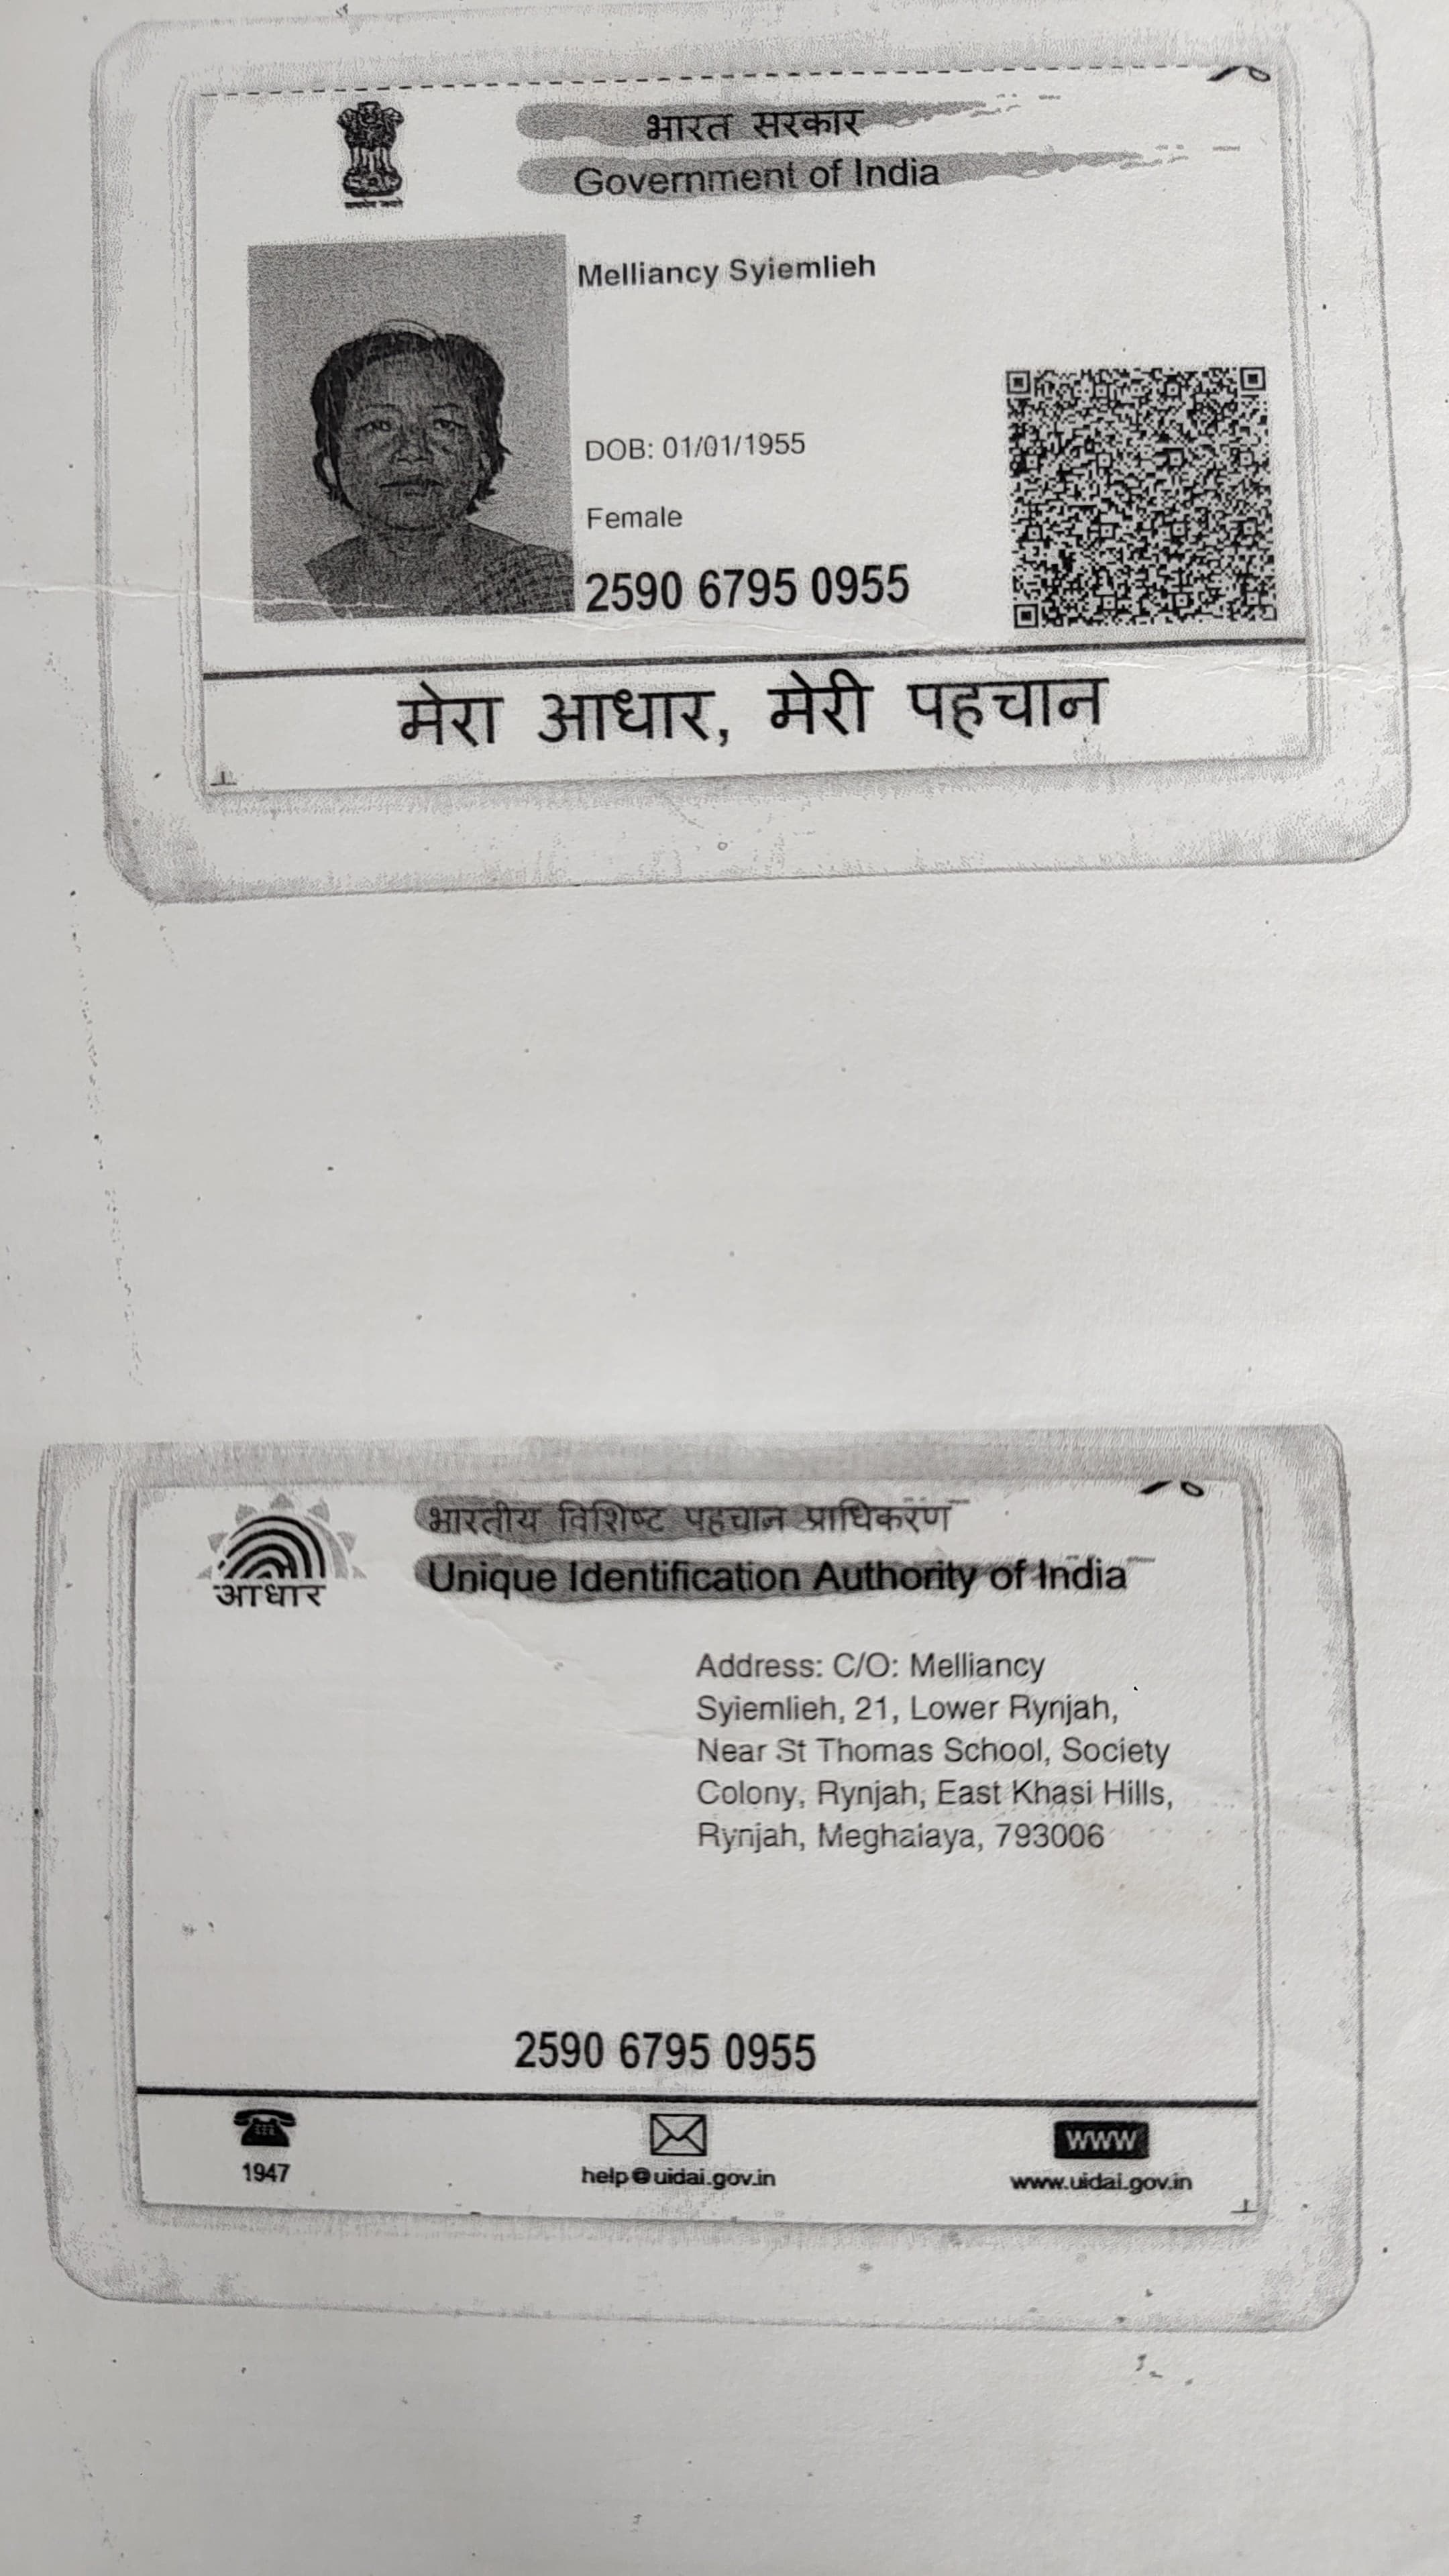 भारत सरकार
Government of India
Melliancy Syiemlieh
DOB: 01/01/1955
Female
2590 6795 0955
मेरा आधार, मेरी पहचान
भारतीय विशिष्ट पहचान प्राधिकरण
Unique Identification Authority of India
आधार
Address: C/O: Melliancy
Syiemlieh, 21, Lower Rynjah,
Near St Thomas School, Society
Colony, Rynjah, East Khasi Hills,
Rynjah, Meghalaya, 793006
2590 6795 0955
1947
help@uidai.gov.in
WWW
www.uidai.gov.in